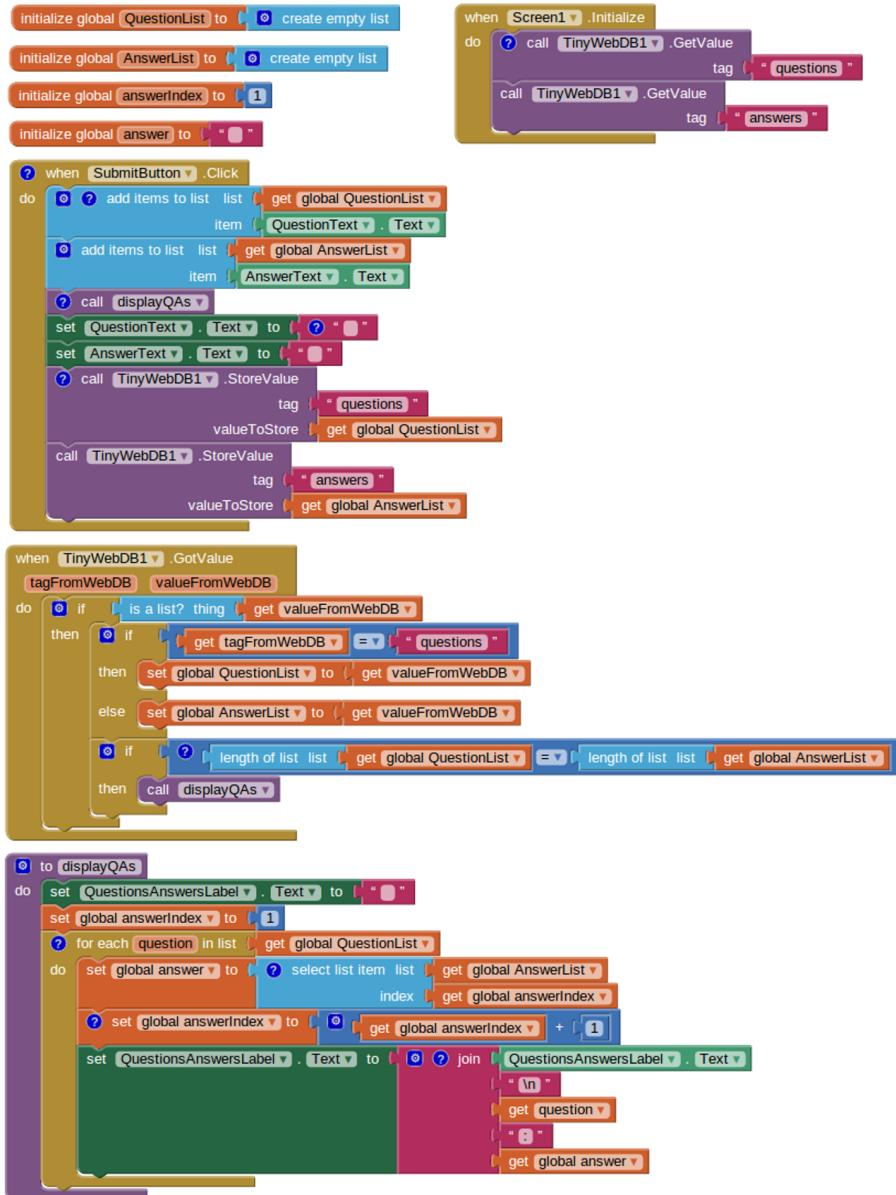 initialize global QuestionList to create empty list
initialize global AnswerList to create empty list
initialize global answerIndex to 1
initialize global answer to “ ”
when Screen1 .Initialize
do ? call TinyWebDB1 .GetValue
tag “ questions ”
call TinyWebDB1 .GetValue
tag “ answers ”
? when SubmitButton .Click
do ? add items to list list get global QuestionList
item QuestionText . Text
add items to list list get global AnswerList
item AnswerText . Text
? call displayQAs
set QuestionText . Text to ? “ ”
set AnswerText . Text to “ ”
? call TinyWebDB1 .StoreValue
tag “ questions ”
valueToStore get global QuestionList
call TinyWebDB1 .StoreValue
tag “ answers ”
valueToStore get global AnswerList
when TinyWebDB1 .GotValue
tagFromWebDB valueFromWebDB
do if is a list? thing get valueFromWebDB
then if get tagFromWebDB = “ questions ”
then set global QuestionList to get valueFromWebDB
else set global AnswerList to get valueFromWebDB
if ? length of list list get global QuestionList = length of list list get global AnswerList
then call displayQAs
to displayQAs
do set QuestionsAnswersLabel . Text to “ ”
set global answerIndex to 1
? for each question in list get global QuestionList
do set global answer to ? select list item list get global AnswerList
index get global answerIndex
? set global answerIndex to get global answerIndex + 1
set QuestionsAnswersLabel . Text to ? join QuestionsAnswersLabel . Text
“ \n ”
get question
“ : ”
get global answer